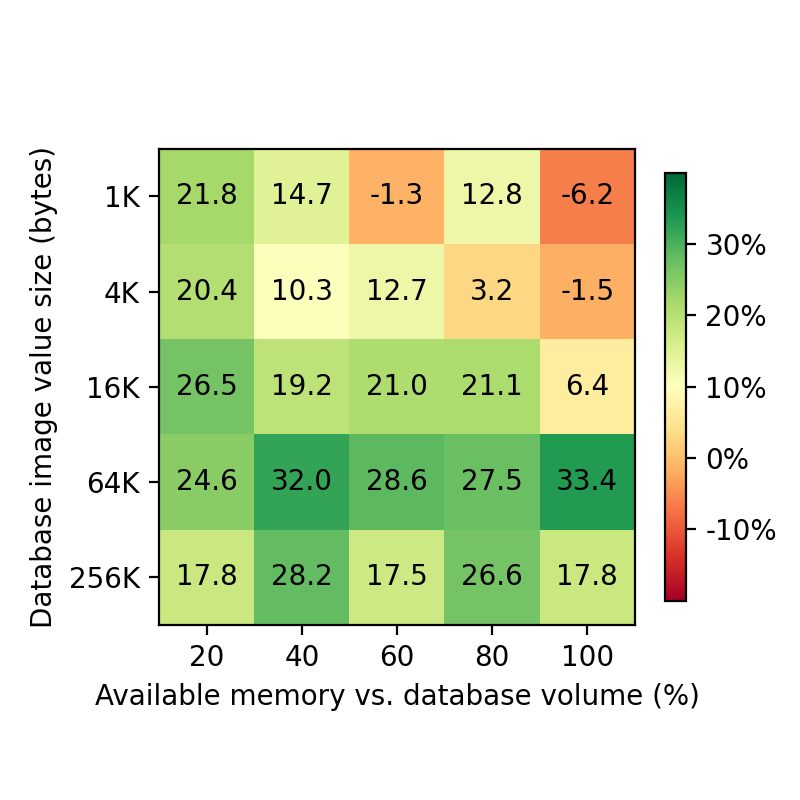 Database image value size (bytes)
1K 21.8 14.7 -1.3 12.8 -6.2
4K 20.4 10.3 12.7 3.2 -1.5
16K 26.5 19.2 21.0 21.1 6.4
64K 24.6 32.0 28.6 27.5 33.4
256K 17.8 28.2 17.5 26.6 17.8
20 40 60 80 100
Available memory vs. database volume (%)
30%
20%
10%
0%
-10%